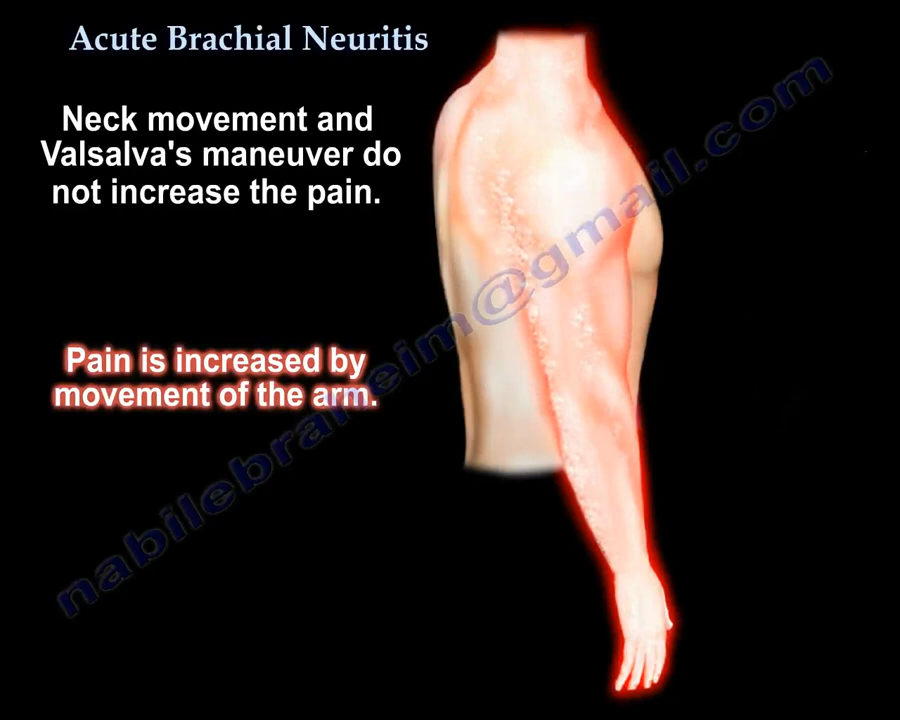 Acute Brachial Neuritis
Neck movement and
Valsalva's maneuver do
not increase the pain.
Pain is increased by
movement of the arm.
nabilebraheim@gmail.com